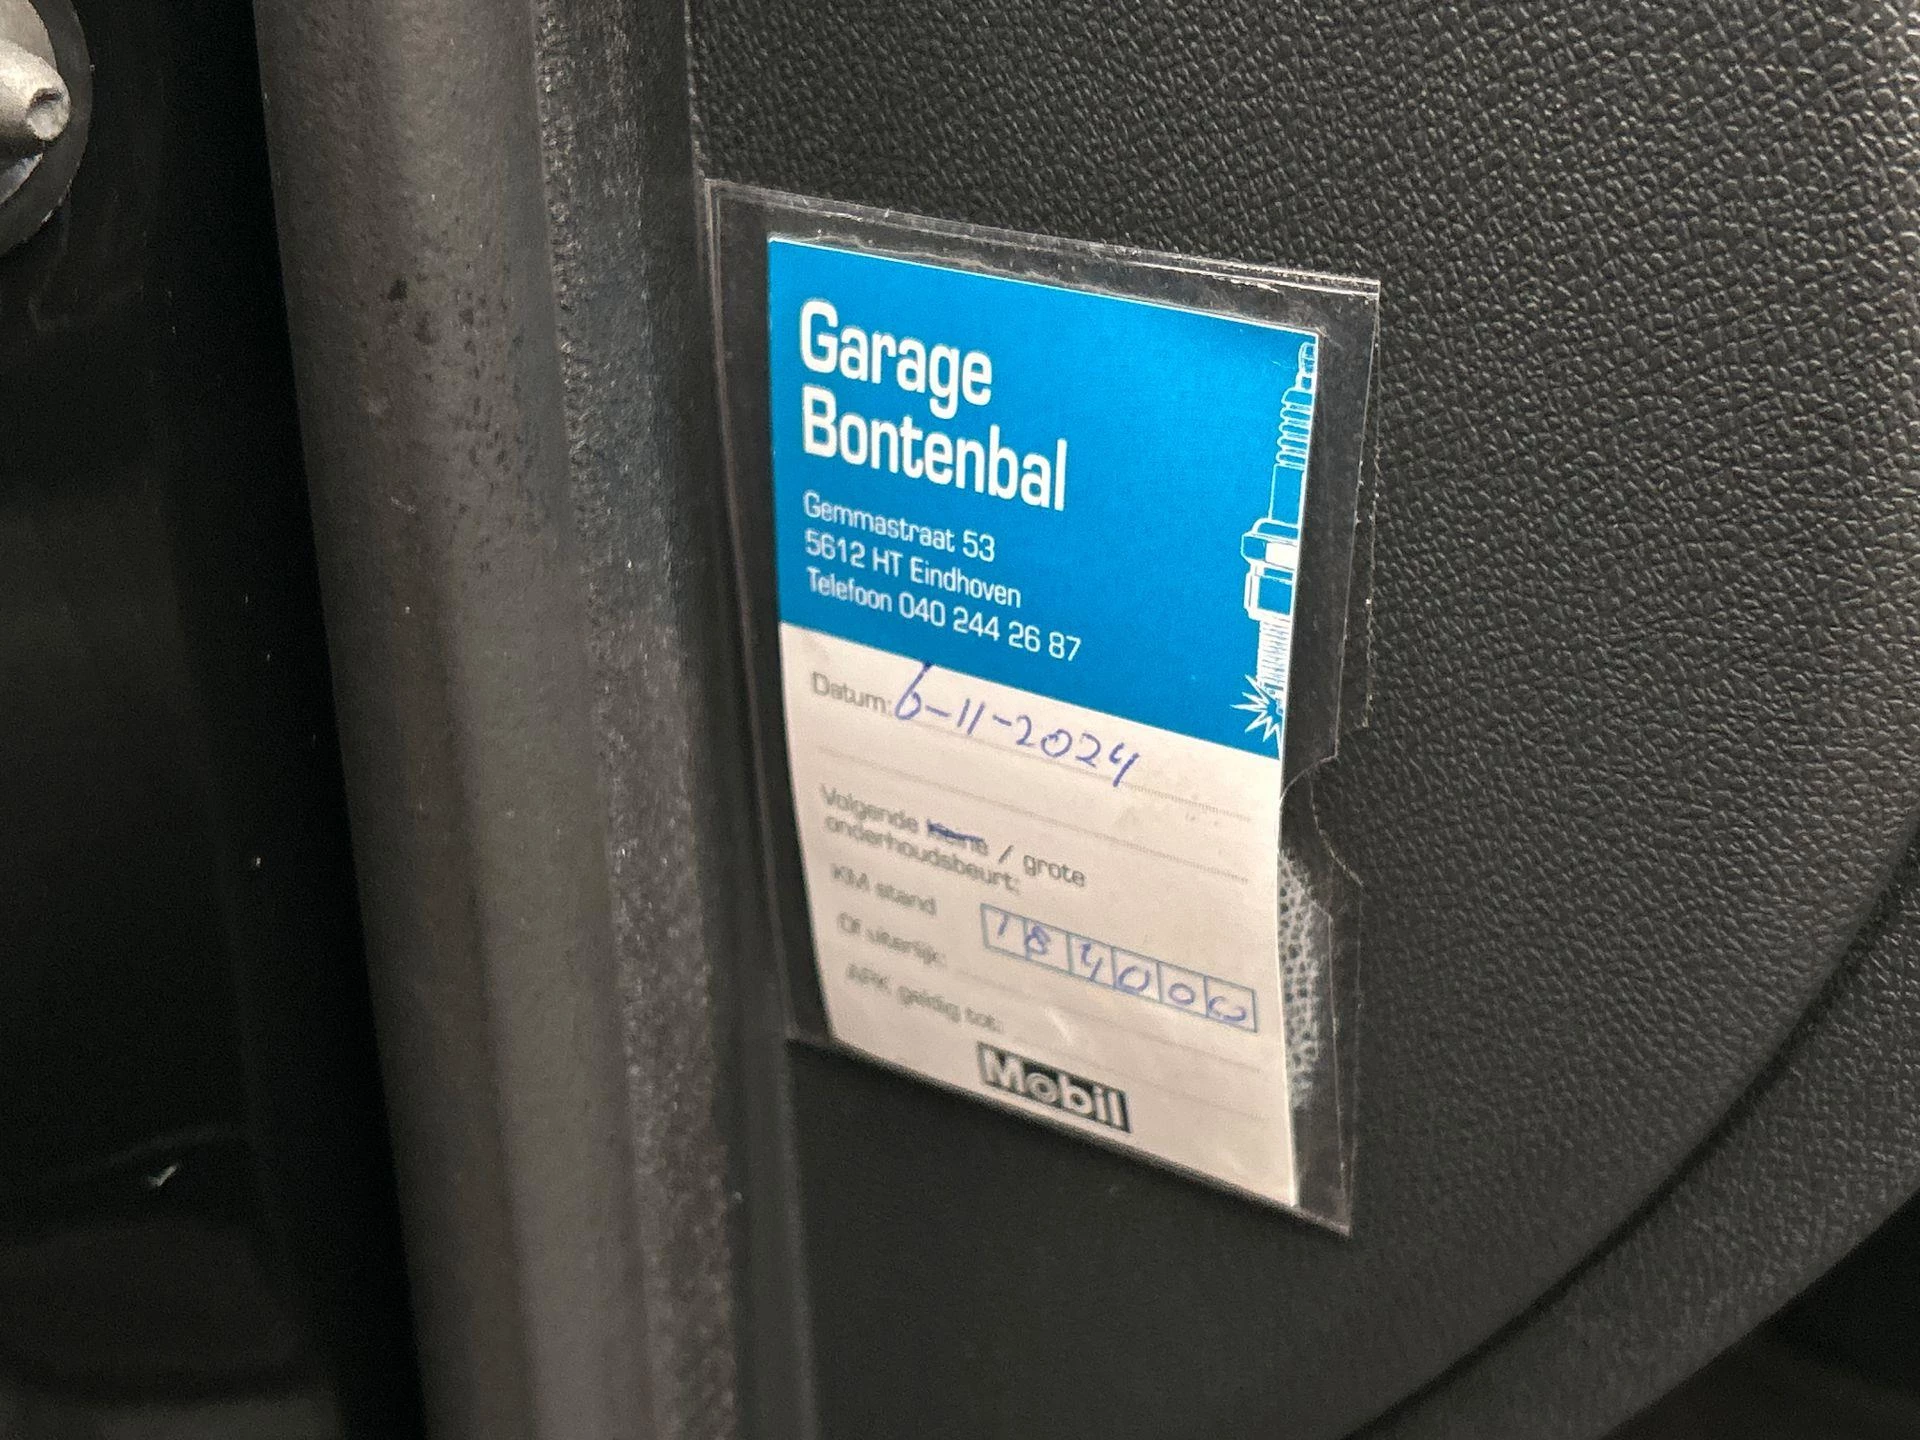 Garage
Bontenbal
Gemmastraat 53
5612 HT Eindhoven
Telefoon 040 244 26 87
Datum: 6-11-2024
Volgende kleine / grote
onderhoudsbeurt:
KM stand 184000
Of uiterlijk:
APK geldig tot:
Mobil